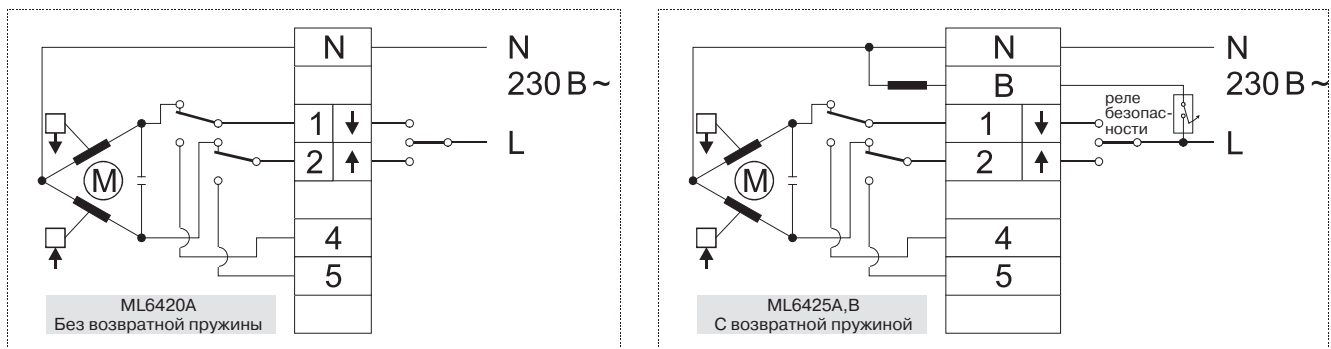 N
N
230 В ~
1
2
L
4
5
M
ML6420A
Без возвратной пружины
N
N
230 В ~
B
реле
безопас-
ности
1
2
L
4
5
M
ML6425A,B
С возвратной пружиной